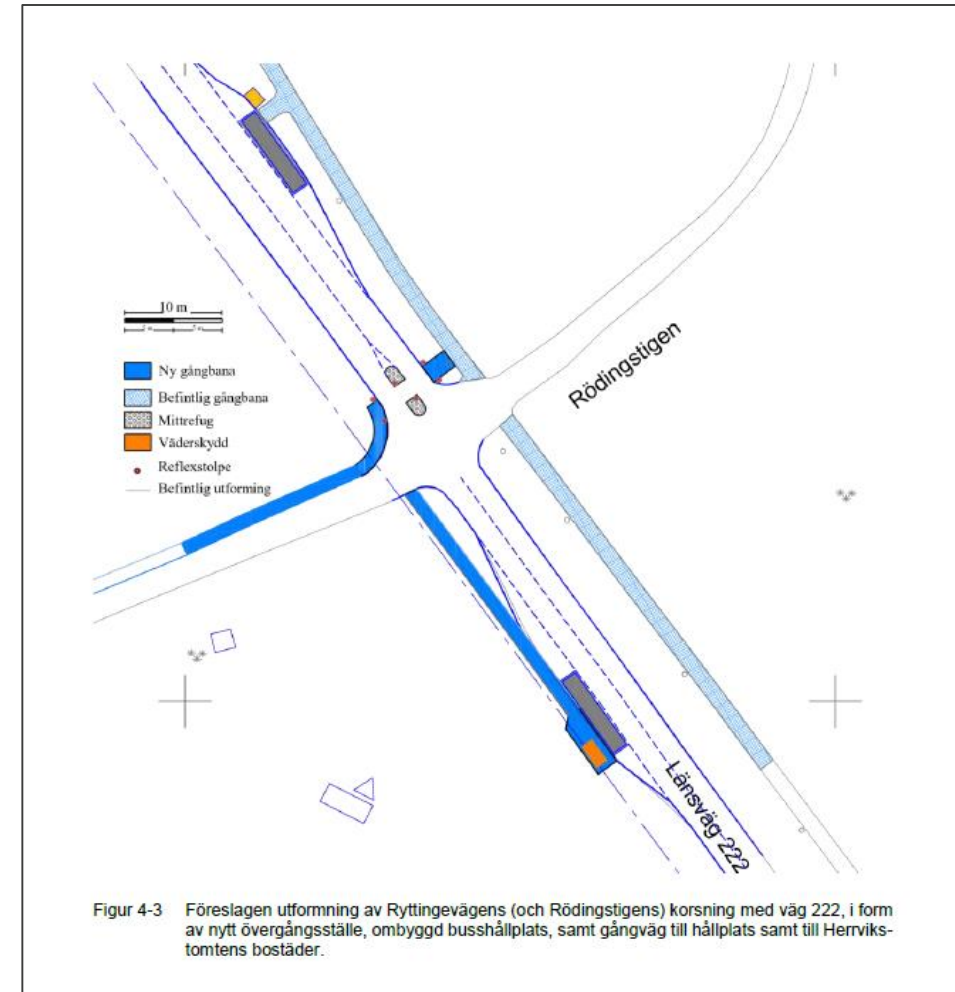 10 m
Ny gångbana
Befintlig gångbana
Mittrefug
Väderskydd
Reflexstolpe
Befintlig utforming
Rödingstigen
Länsväg 222
Figur 4-3 Föreslagen utformning av Ryttingevägens (och Rödingstigens) korsning med väg 222, i form
av nytt övergångsställe, ombyggd busshållplats, samt gångväg till hållplats samt till Herrviks-
tomtens bostäder.